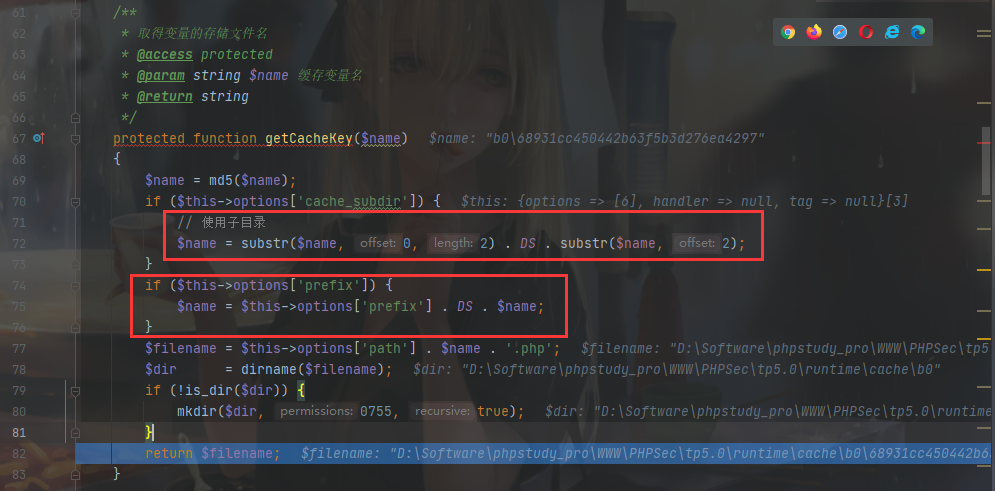 61 /**
62 * 取得变量的存储文件名
63 * @access protected
64 * @param string $name 缓存变量名
65 * @return string
66 */
67 protected function getCacheKey($name) $name: "b0\68931cc450442b63f5b3d276ea4297"
68 {
69 $name = md5($name);
70 if ($this->options['cache_subdir']) { $this: {options => [6], handler => null, tag => null}[3]
71 // 使用子目录
72 $name = substr($name, offset: 0, length: 2) . DS . substr($name, offset: 2);
73 }
74 if ($this->options['prefix']) {
75 $name = $this->options['prefix'] . DS . $name;
76 }
77 $filename = $this->options['path'] . $name . '.php'; $filename: "D:\Software\phpstudy_pro\WWW\PHPSec\tp5
78 $dir = dirname($filename); $dir: "D:\Software\phpstudy_pro\WWW\PHPSec\tp5.0\runtime\cache\b0"
79 if (!is_dir($dir)) {
80 mkdir($dir, permissions: 0755, recursive: true); $dir: "D:\Software\phpstudy_pro\WWW\PHPSec\tp5.0\runtime
81 }
82 return $filename; $filename: "D:\Software\phpstudy_pro\WWW\PHPSec\tp5.0\runtime\cache\b0\68931cc450442b6
83 }